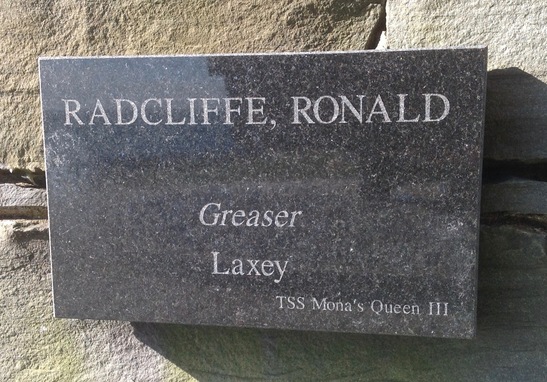 RADCLIFFE, RONALD
Greaser
Laxey
TSS Mona's Queen III